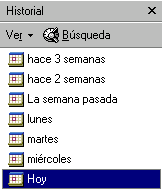 Historial
Ver Búsqueda
hace 3 semanas
hace 2 semanas
La semana pasada
lunes
martes
miércoles
Hoy